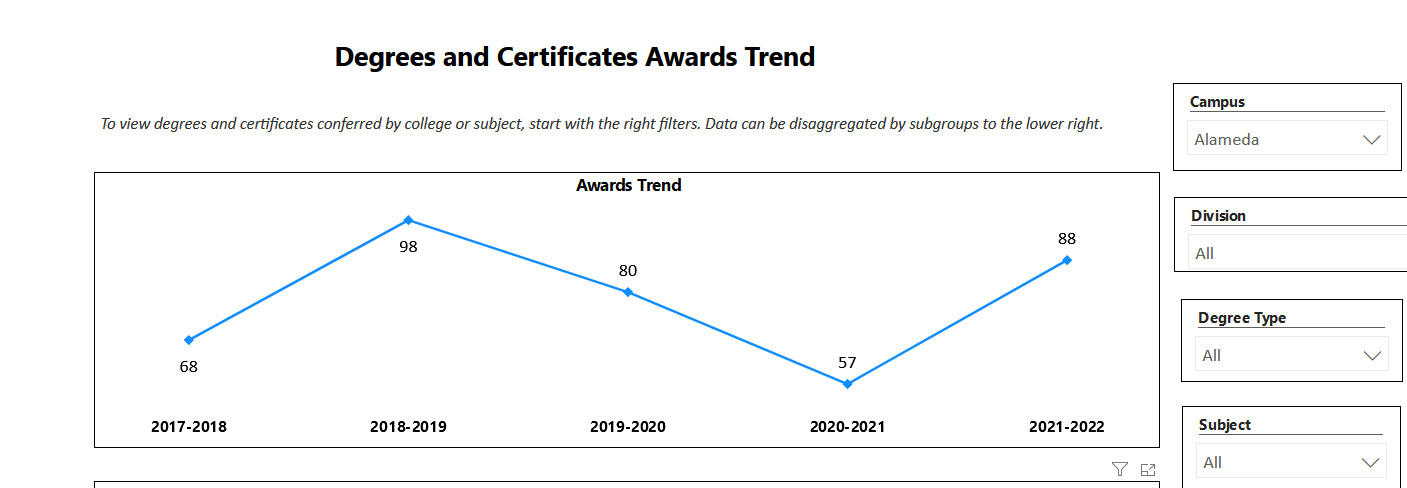 Degrees and Certificates Awards Trend
To view degrees and certificates conferred by college or subject, start with the right filters. Data can be disaggregated by subgroups to the lower right.
Awards Trend
98
88
80
68
57
2017-2018 2018-2019 2019-2020 2020-2021 2021-2022
Campus
Alameda
Division
All
Degree Type
All
Subject
All